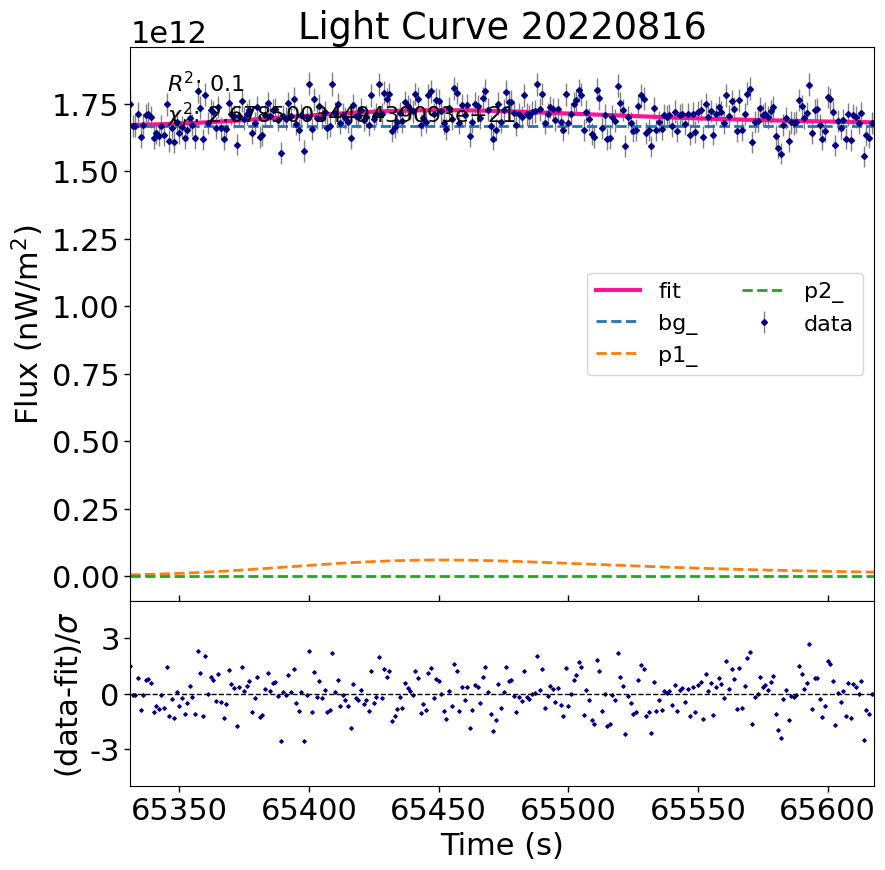 Light Curve 20220816
1e12
R²: 0.1
1.75
1.50
1.25
1.00
0.75
0.50
0.25
0.00
Flux (nW/m²)
fit
bg_
p1_
p2_
data
3
0
-3
(data-fit)/σ
65350 65400 65450 65500 65550 65600
Time (s)